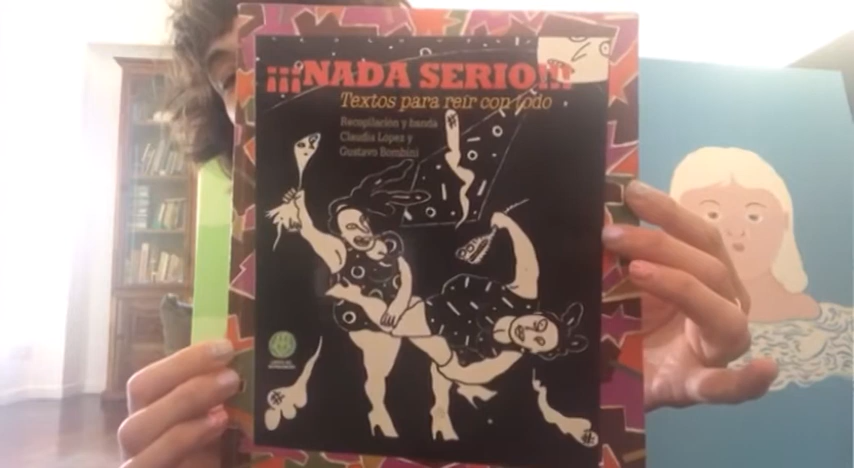 ¡¡¡NADA SERIO!!!
Textos para reír con todo
Recopilación y banda
Claudia López y
Gustavo Bombini